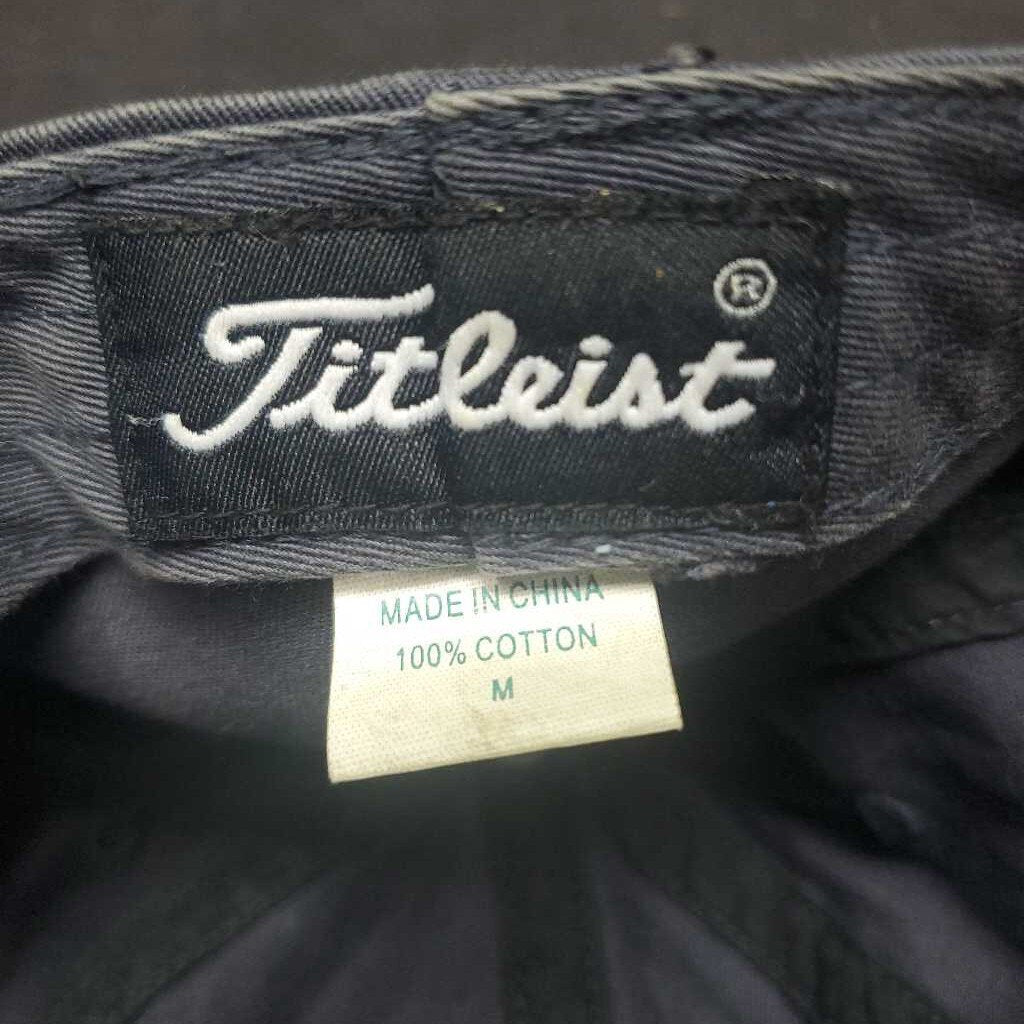 Titleist ®
MADE IN CHINA
100% COTTON
M